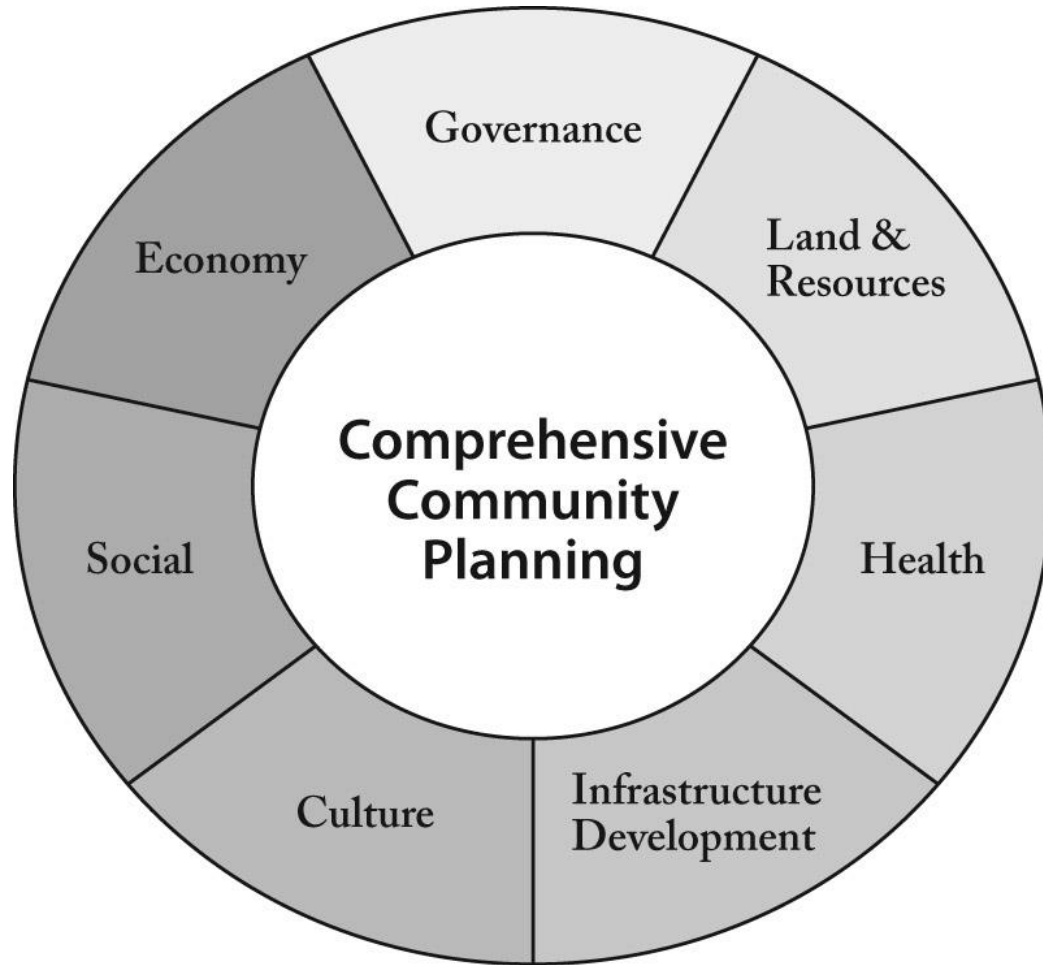 Governance
Land &
Resources
Economy
Comprehensive
Community
Planning
Social
Health
Infrastructure
Development
Culture